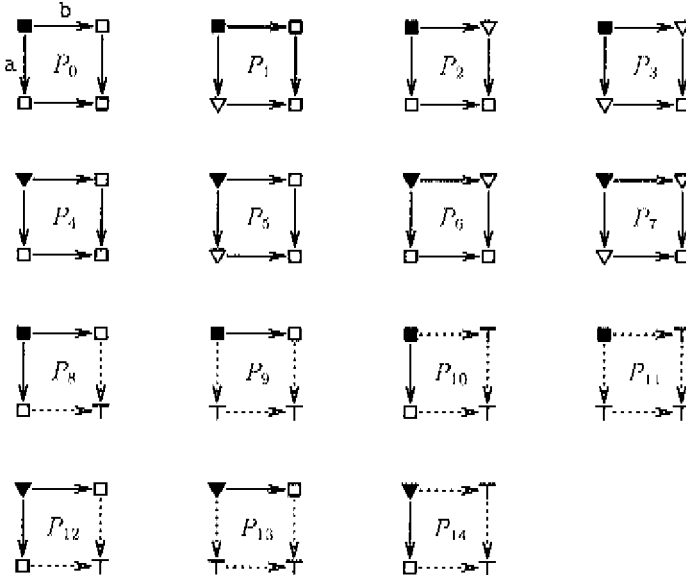 b
a P₀ P₁ P₂ P₃
P₄ P₅ P₆ P₇
P₈ P₉ P₁₀ P₁₁
T T T T T T T T
P₁₂ P₁₃ P₁₄
T T T T T